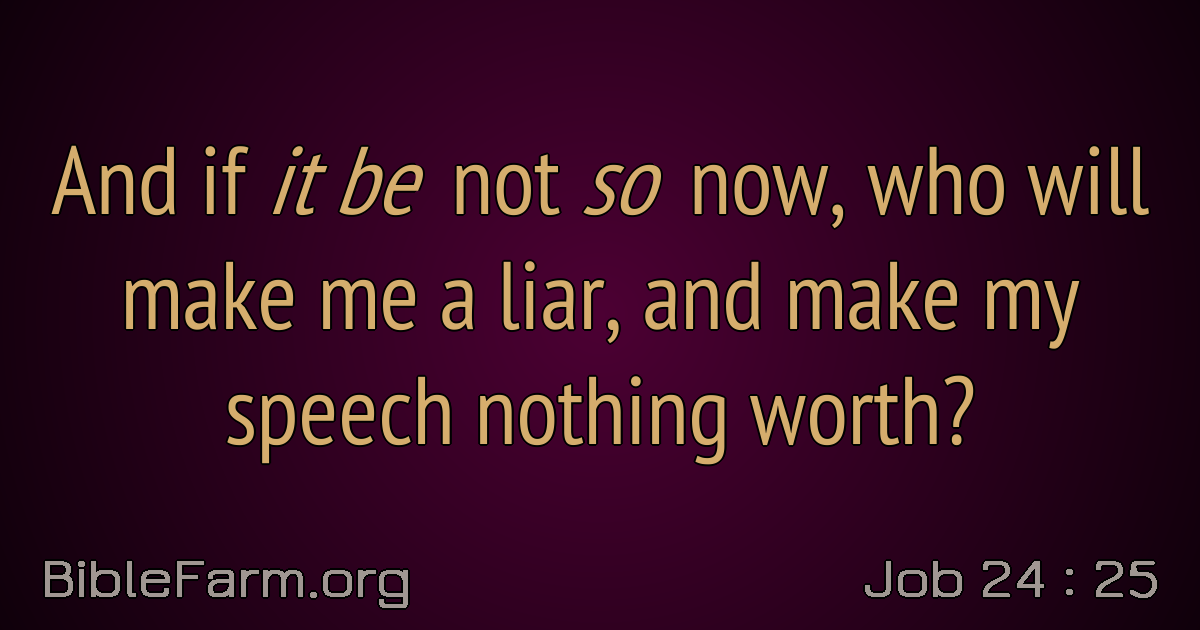 And if it be not so now, who will
make me a liar, and make my
speech nothing worth?
BibleFarm.org
Job 24 : 25